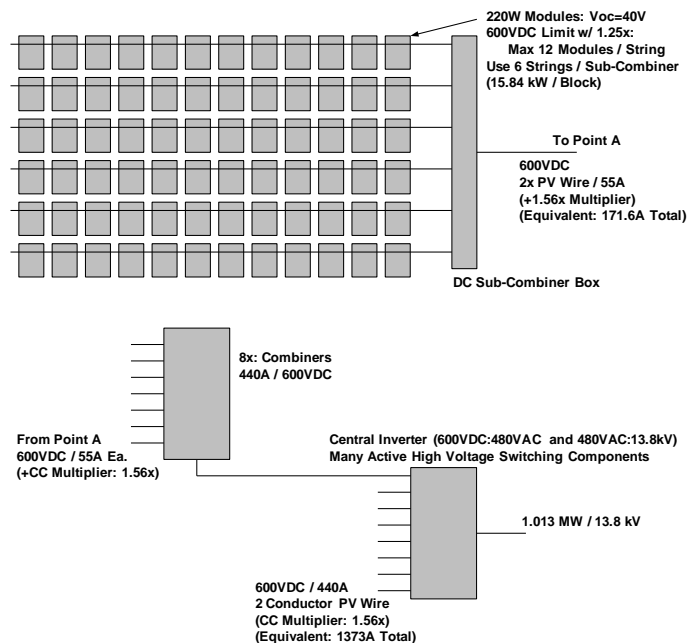 220W Modules: Voc=40V
600VDC Limit w/ 1.25x:
Max 12 Modules / String
Use 6 Strings / Sub-Combiner
(15.84 kW / Block)
To Point A
600VDC
2x PV Wire / 55A
(+1.56x Multiplier)
(Equivalent: 171.6A Total)
DC Sub-Combiner Box
8x: Combiners
440A / 600VDC
From Point A
600VDC / 55A Ea.
(+CC Multiplier: 1.56x)
Central Inverter (600VDC:480VAC and 480VAC:13.8kV)
Many Active High Voltage Switching Components
1.013 MW / 13.8 kV
600VDC / 440A
2 Conductor PV Wire
(CC Multiplier: 1.56x)
(Equivalent: 1373A Total)